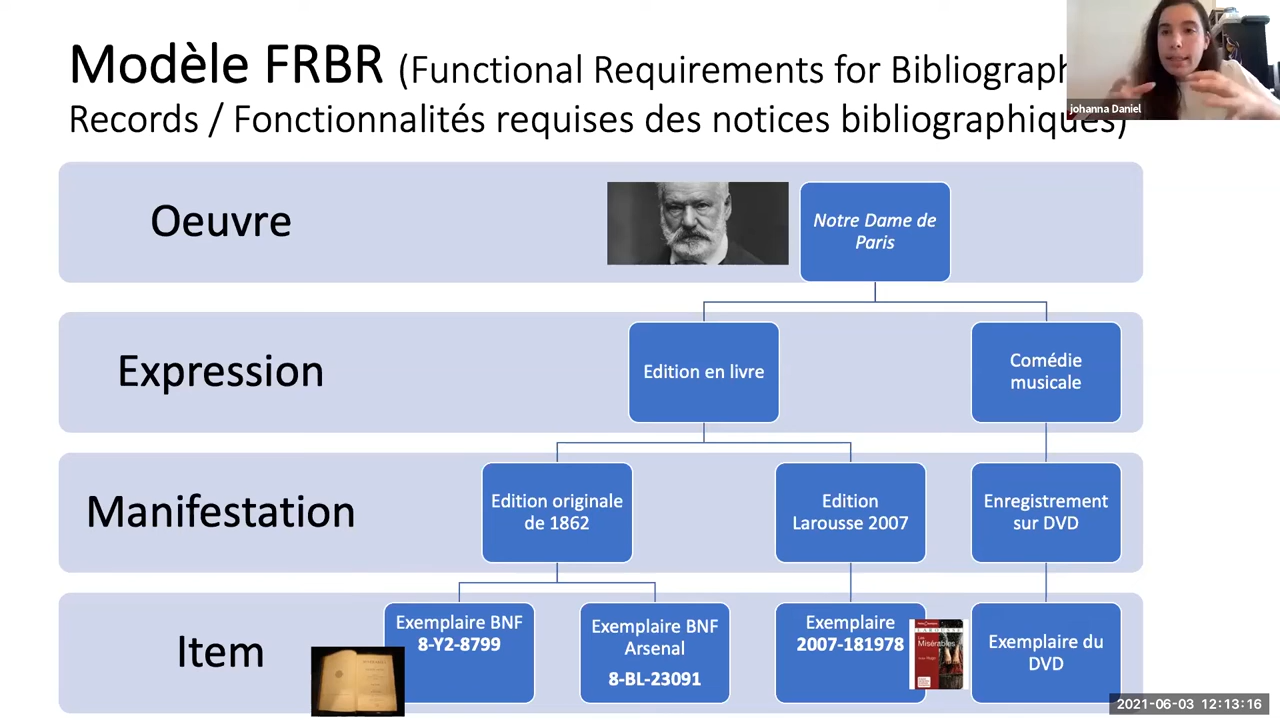 Modèle FRBR (Functional Requirements for Bibliograph
Records / Fonctionnalités requises des notices bibliographiques)
johanna Daniel
Oeuvre
Notre Dame de
Paris
Expression
Edition en livre
Comédie
musicale
Manifestation
Edition originale
de 1862
Edition
Larousse 2007
Enregistrement
sur DVD
Item
Exemplaire BNF
8-Y2-8799
Exemplaire BNF
Arsenal
8-BL-23091
Exemplaire
2007-181978
LAROUSSE
Les
Misérables
Exemplaire du
DVD
2021-06-03 12:13:16